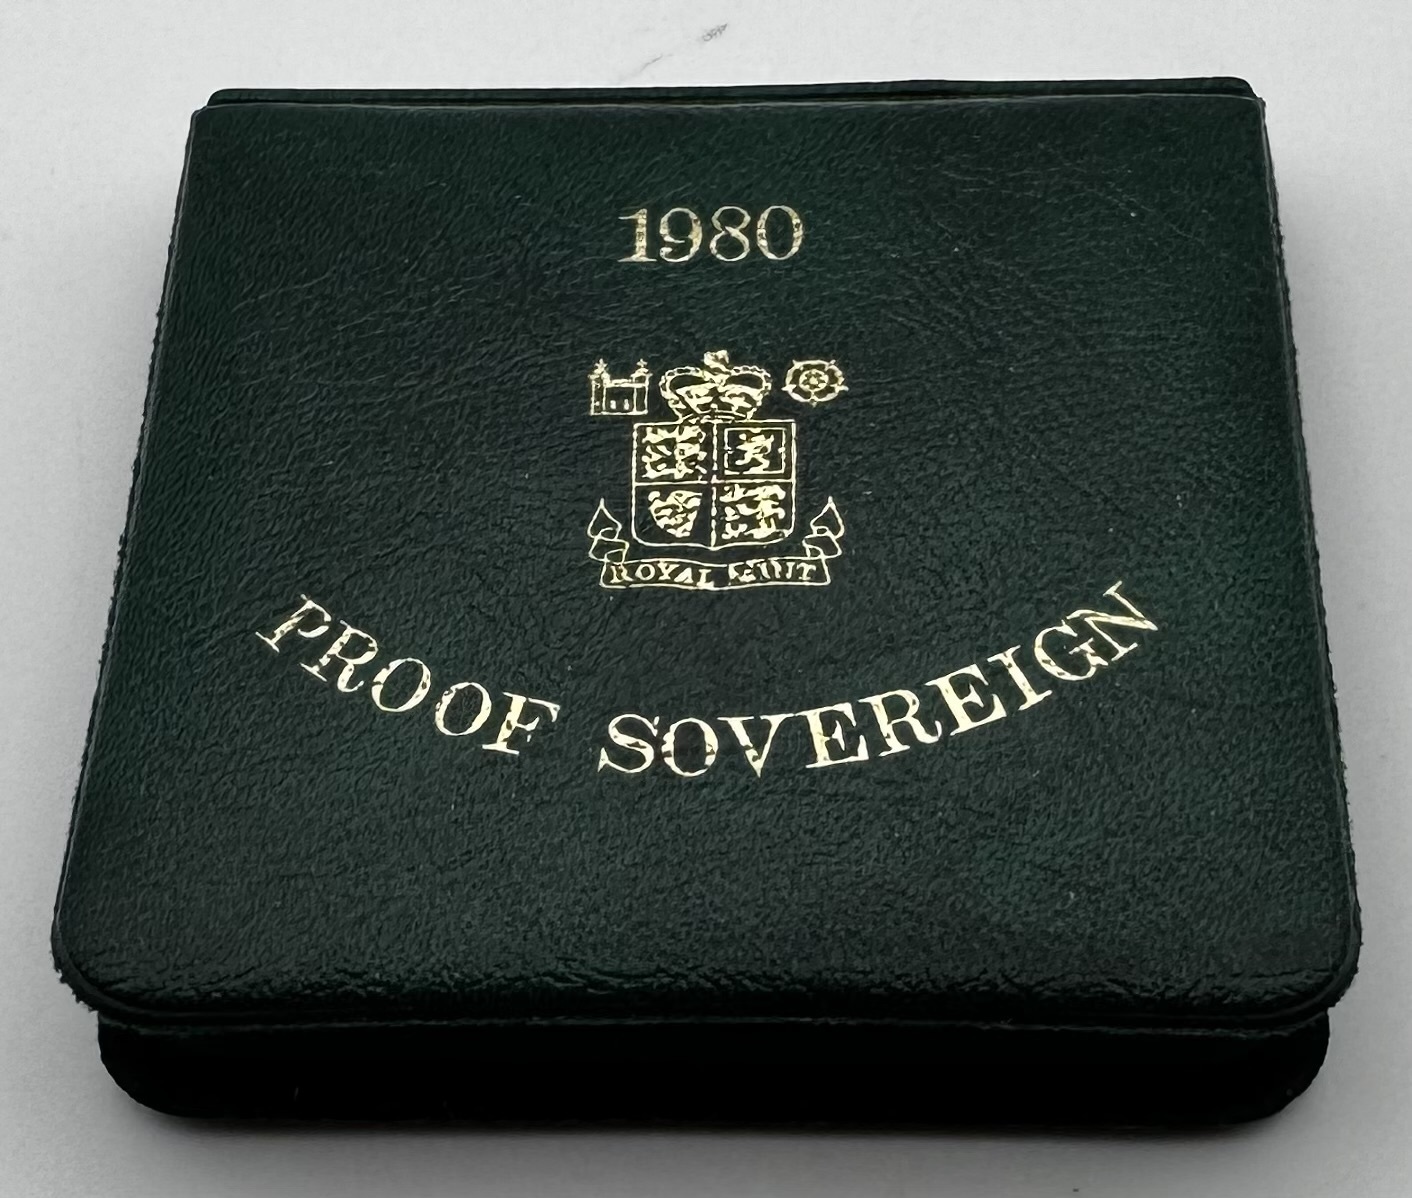 1980
ROYAL MINT
PROOF SOVEREIGN